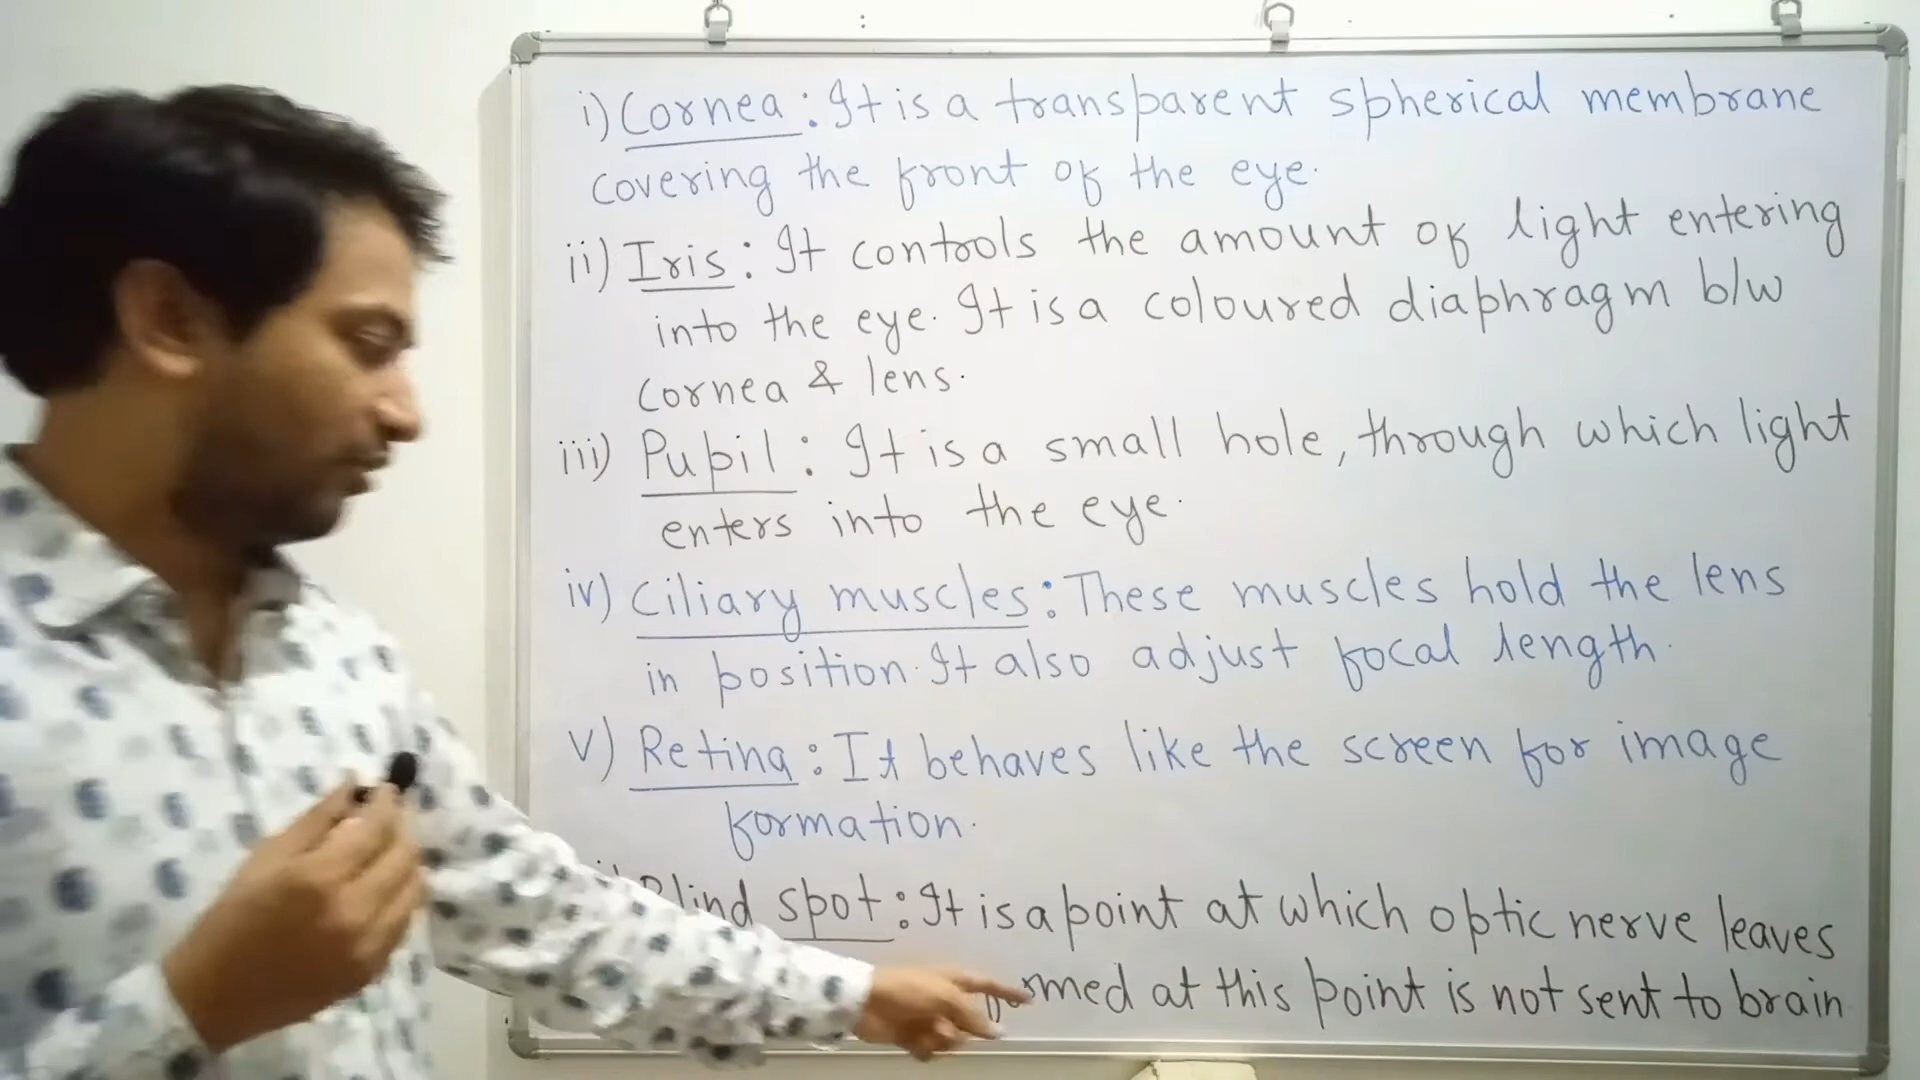 i) Cornea : It is a transparent spherical membrane
covering the front of the eye.
ii) Iris : It controls the amount of light entering
into the eye. It is a coloured diaphragm b/w
cornea & lens.
iii) Pupil : It is a small hole, through which light
enters into the eye.
iv) Ciliary muscles : These muscles hold the lens
in position. It also adjust focal length.
v) Retina : It behaves like the screen for image
formation.
Blind spot : It is a point at which optic nerve leaves
at this point is not sent to brain